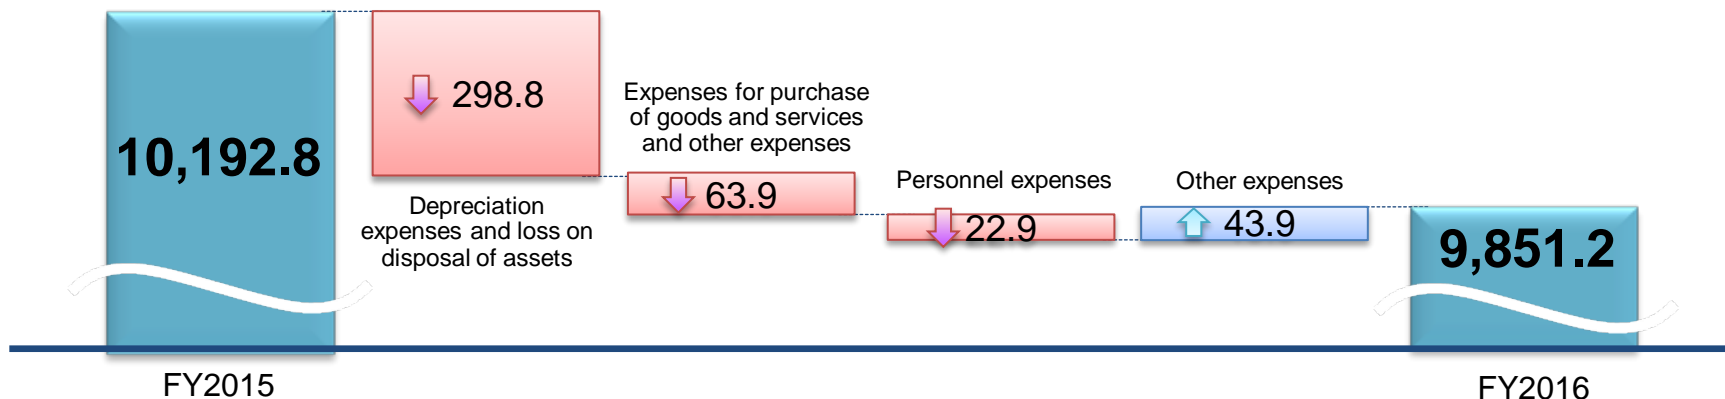 10,192.8
FY2015
298.8
Depreciation
expenses and loss on
disposal of assets
Expenses for purchase
of goods and services
and other expenses
63.9
Personnel expenses
22.9
Other expenses
43.9
9,851.2
FY2016